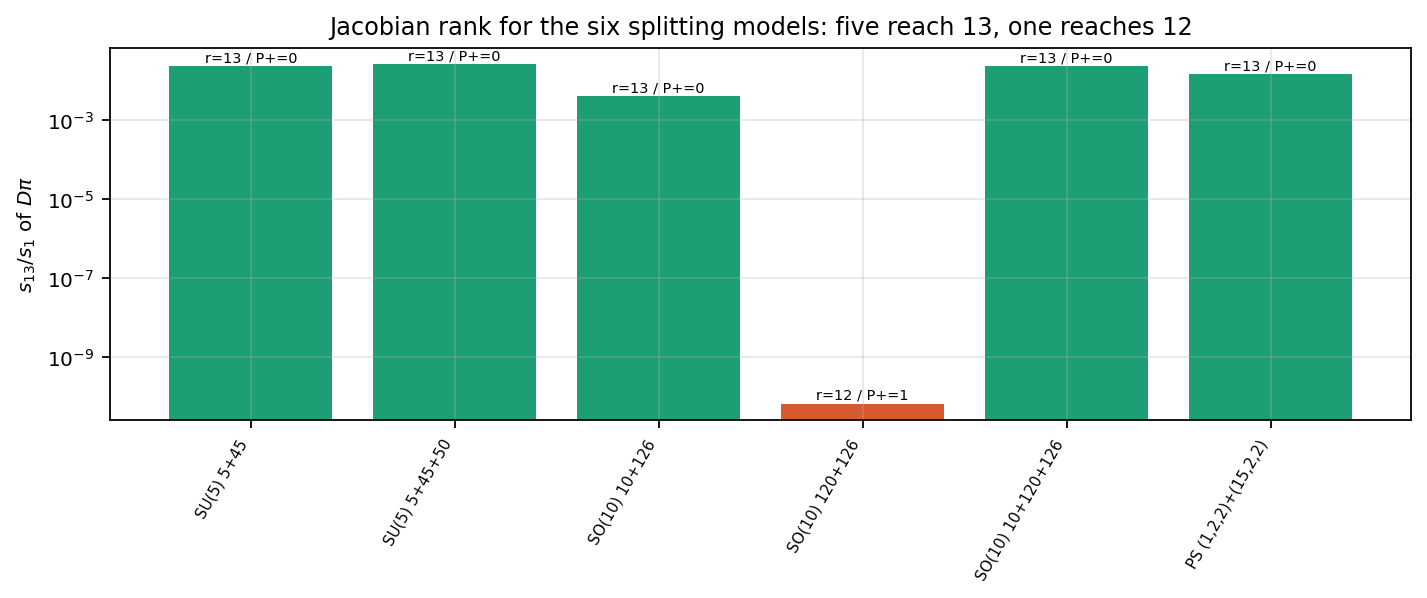 Jacobian rank for the six splitting models: five reach 13, one reaches 12
s₁₃/s₁ of Dπ
10⁻³
10⁻⁵
10⁻⁷
10⁻⁹
r=13 / P+=0
r=13 / P+=0
r=13 / P+=0
r=12 / P+=1
r=13 / P+=0
r=13 / P+=0
SU(5) 5+45
SU(5) 5+45+50
SO(10) 10+126
SO(10) 120+126
SO(10) 10+120+126
PS (1,2,2)+(15,2,2)